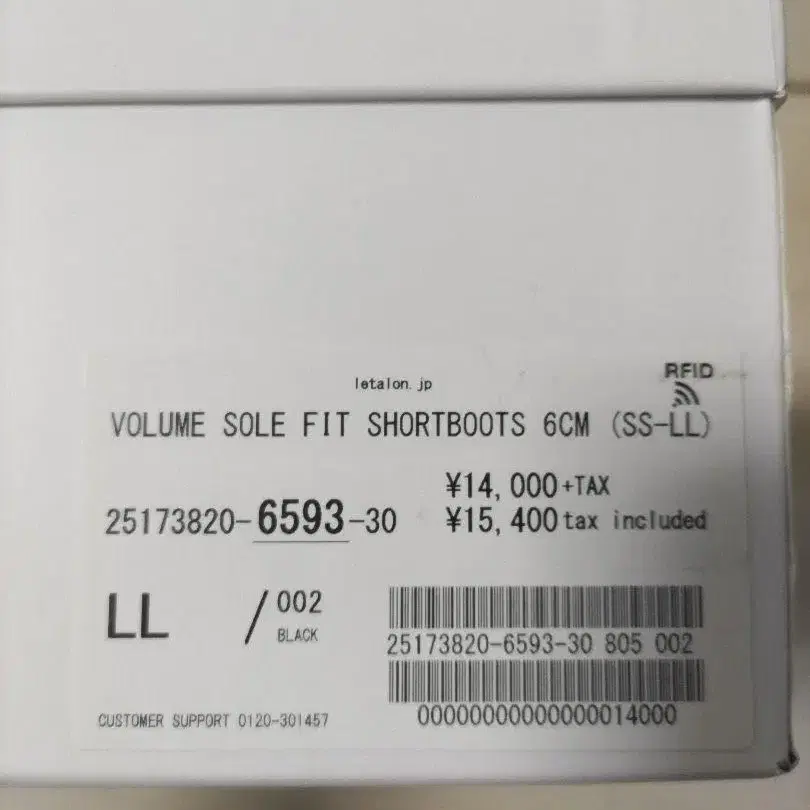 RFID
letalon.jp
VOLUME SOLE FIT SHORTBOOTS 6CM (SS-LL)
¥14,000+TAX
25173820-6593-30 ¥15,400 tax included
LL / 002
BLACK
25173820-6593-30 805 002
CUSTOMER SUPPORT 0120-301457
00000000000000014000